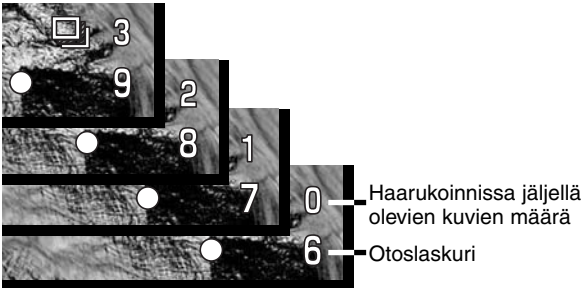 3
9
2
8
1
7
0
6
Haarukoinnissa jäljellä
olevien kuvien määrä
Otoslaskuri